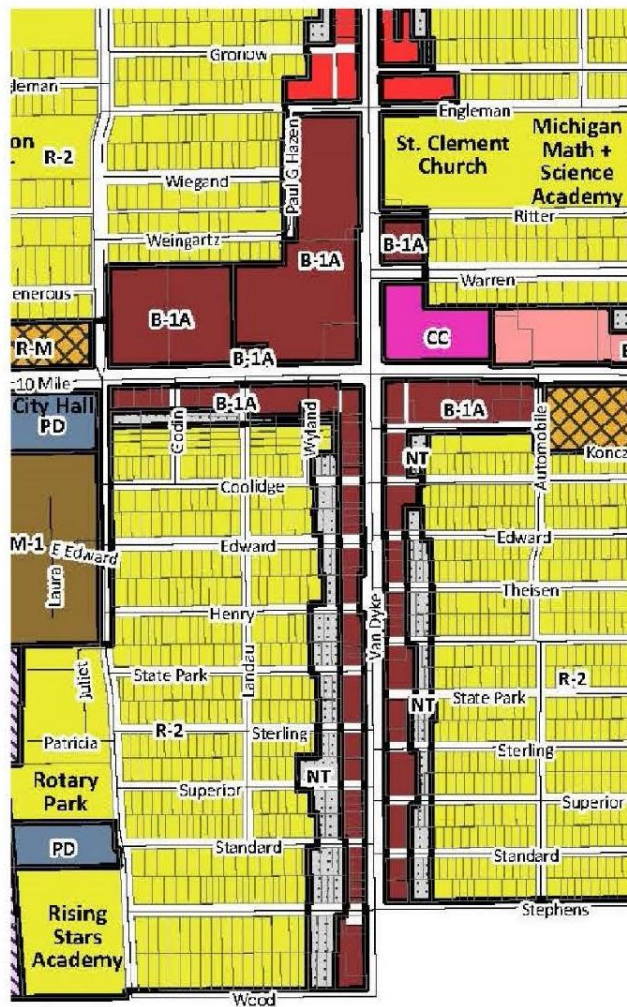 Gronow
Engleman
St. Clement
Church
Michigan
Math +
Science
Academy
R-2
Paul G Hazen
Wiegand
Ritter
Weingartz
B-1A
B-1A
Warren
B-1A
CC
R-M
B-1A
10 Mile
City Hall
PD
B-1A
B-1A
Godin
Wyland
Automobile
NT
Coolidge
M-1
E Edward
Edward
Edward
Laura
Theisen
Henry
Van Dyke
Landau
Juliet
State Park
State Park
R-2
NT
Patricia
R-2
Sterling
Sterling
Rotary
Park
NT
Superior
Superior
PD
Standard
Standard
Rising
Stars
Academy
Stephens
Wood